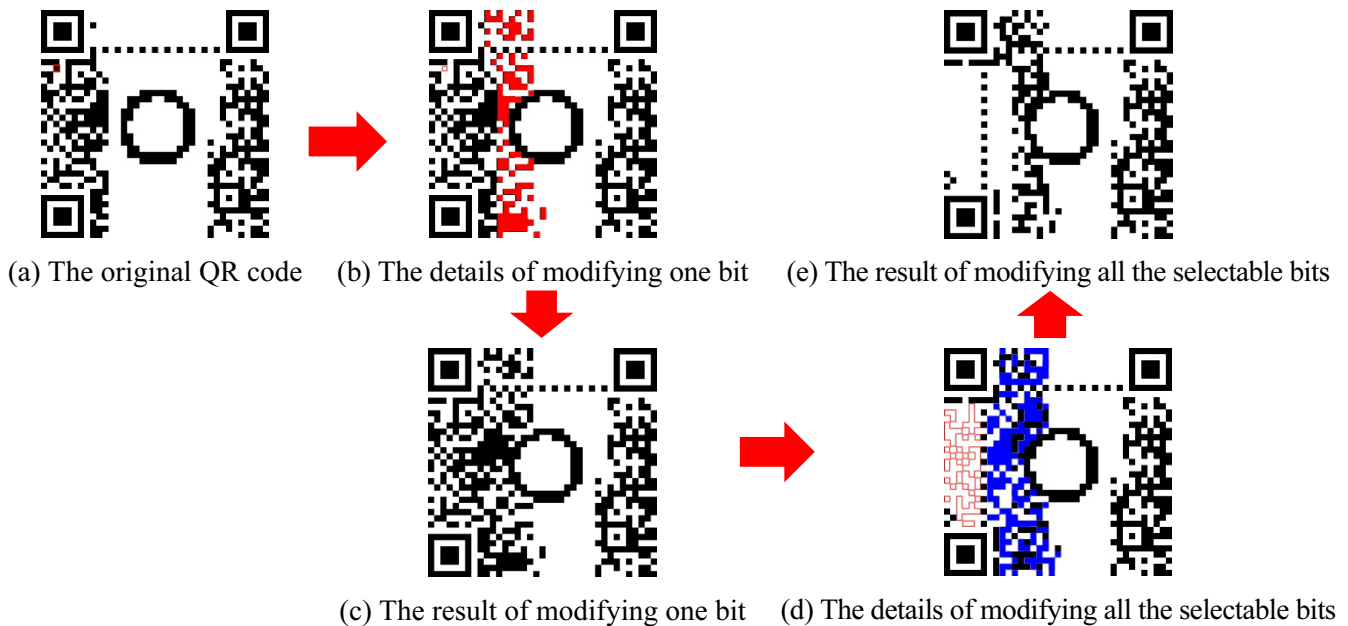 (a) The original QR code
(b) The details of modifying one bit
(e) The result of modifying all the selectable bits
(c) The result of modifying one bit
(d) The details of modifying all the selectable bits